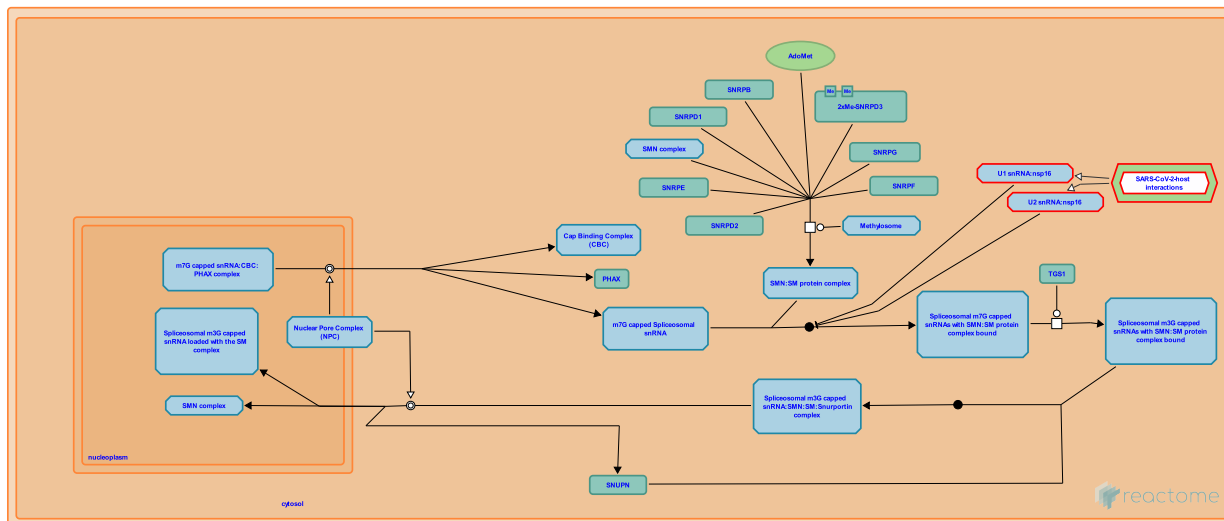 AdoMet
SNRPB
Me
Me
2xMe-SNRPD3
SNRPD1
SMN complex
SNRPG
SNRPE
SNRPF
SNRPD2
Methylosome
U1 snRNA:nsp16
SARS-CoV-2-host
interactions
U2 snRNA:nsp16
Cap Binding Complex
(CBC)
m7G capped snRNA:CBC:
PHAX complex
PHAX
SMN:SM protein complex
TGS1
Spliceosomal m3G capped
snRNA loaded with the SM
complex
Nuclear Pore Complex
(NPC)
m7G capped Spliceosomal
snRNA
Spliceosomal m7G capped
snRNAs with SMN:SM protein
complex bound
Spliceosomal m3G capped
snRNAs with SMN:SM protein
complex bound
SMN complex
Spliceosomal m3G capped
snRNA:SMN:SM:Snurportin
complex
nucleoplasm
SNUPN
cytosol
reactome